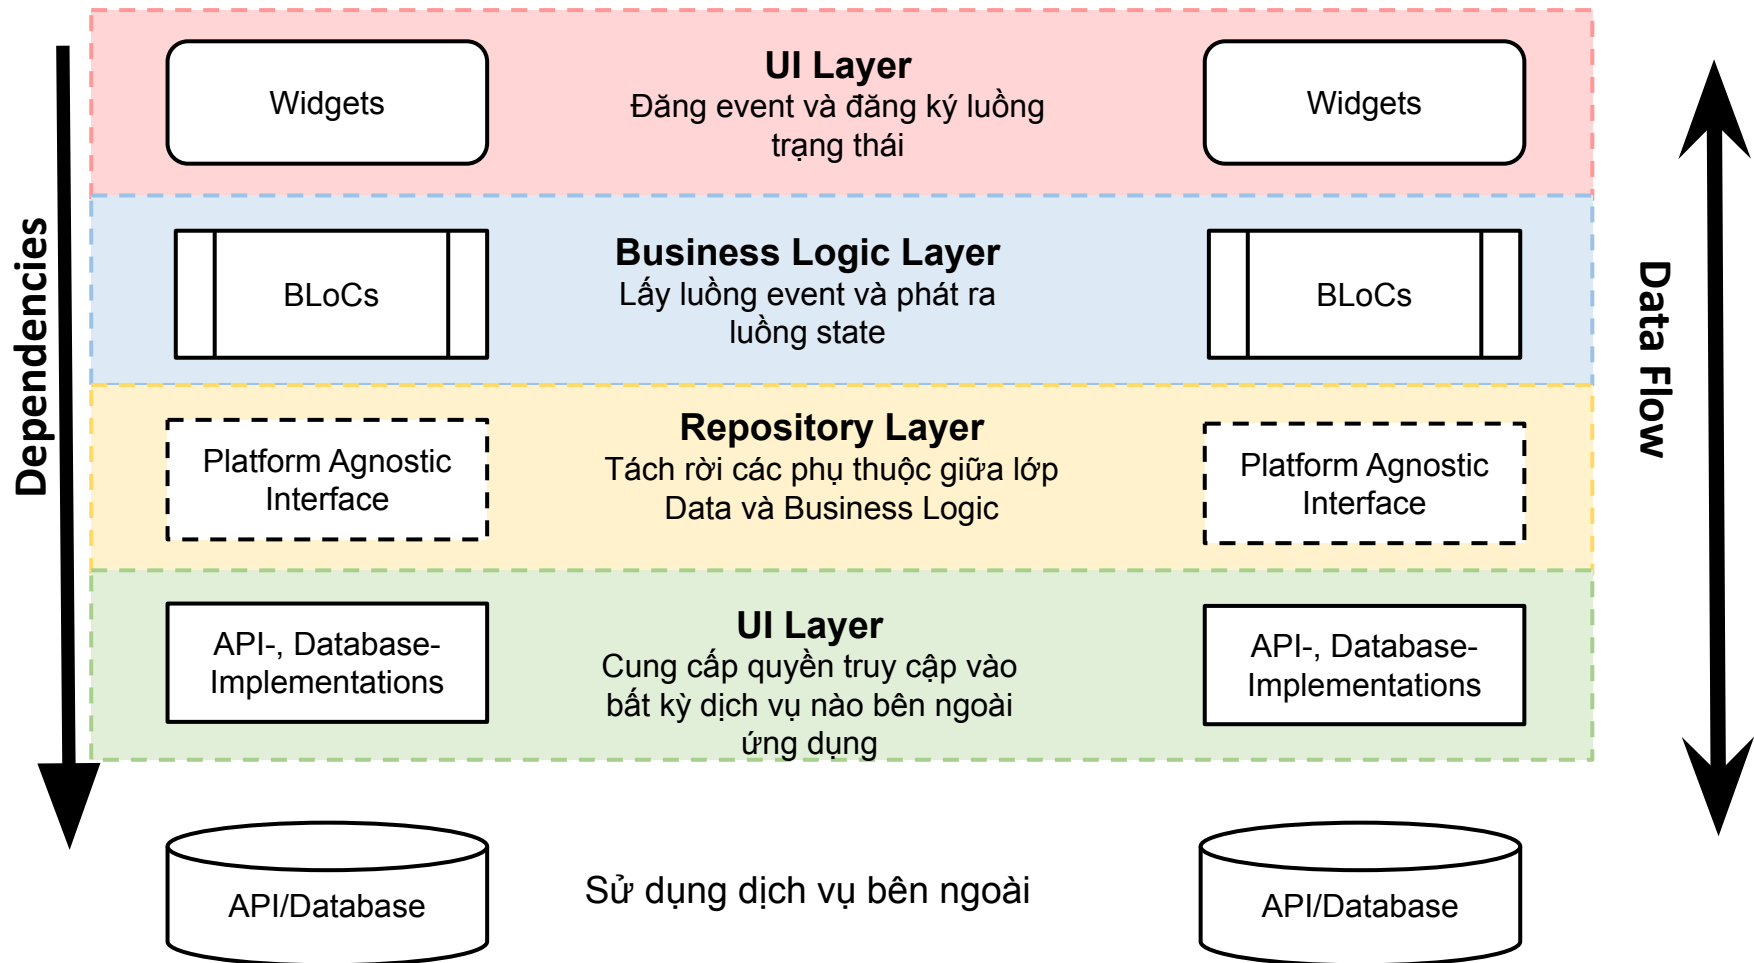 Dependencies
Widgets
UI Layer
Đăng event và đăng ký luồng
trạng thái
Widgets
BLoCs
Business Logic Layer
Lấy luồng event và phát ra
luồng state
BLoCs
Data Flow
Platform Agnostic
Interface
Repository Layer
Tách rời các phụ thuộc giữa lớp
Data và Business Logic
Platform Agnostic
Interface
API-, Database-
Implementations
UI Layer
Cung cấp quyền truy cập vào
bất kỳ dịch vụ nào bên ngoài
ứng dụng
API-, Database-
Implementations
API/Database
Sử dụng dịch vụ bên ngoài
API/Database